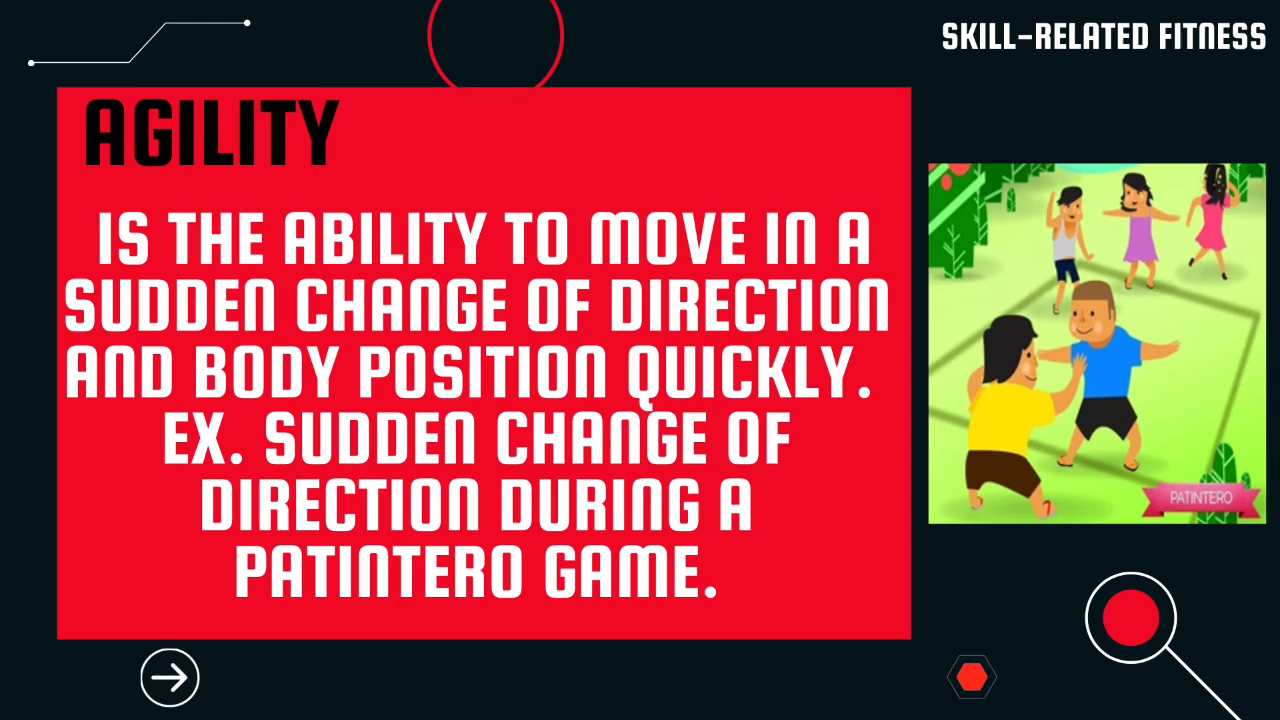 SKILL-RELATED FITNESS
AGILITY
IS THE ABILITY TO MOVE IN A
SUDDEN CHANGE OF DIRECTION
AND BODY POSITION QUICKLY.
EX. SUDDEN CHANGE OF
DIRECTION DURING A
PATINTERO GAME.
PATINTERO